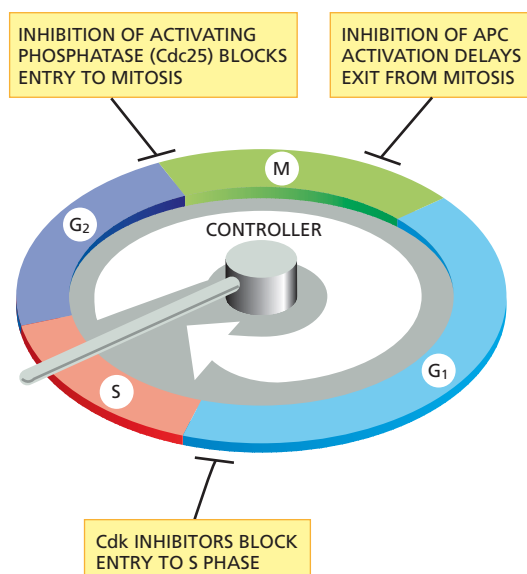 INHIBITION OF ACTIVATING
PHOSPHATASE (Cdc25) BLOCKS
ENTRY TO MITOSIS
INHIBITION OF APC
ACTIVATION DELAYS
EXIT FROM MITOSIS
M
G₂
CONTROLLER
G₁
S
Cdk INHIBITORS BLOCK
ENTRY TO S PHASE